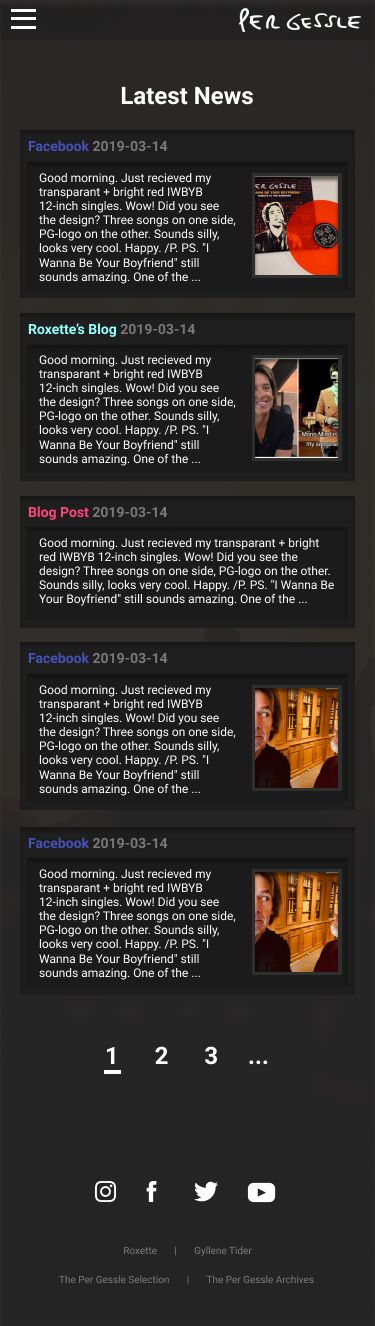 PER GESSLE
Latest News
Facebook 2019-03-14
Good morning. Just recieved my
transparant + bright red IWBYB
12-inch singles. Wow! Did you see
the design? Three songs on one side,
PG-logo on the other. Sounds silly,
looks very cool. Happy. /P. PS. "I
Wanna Be Your Boyfriend" still
sounds amazing. One of the ...
PER GESSLE
Roxette's Blog 2019-03-14
Good morning. Just recieved my
transparant + bright red IWBYB
12-inch singles. Wow! Did you see
the design? Three songs on one side,
PG-logo on the other. Sounds silly,
looks very cool. Happy. /P. PS. "I
Wanna Be Your Boyfriend" still
sounds amazing. One of the ...
Blog Post 2019-03-14
Good morning. Just recieved my transparant + bright
red IWBYB 12-inch singles. Wow! Did you see the
design? Three songs on one side, PG-logo on the other.
Sounds silly, looks very cool. Happy. /P. PS. "I Wanna Be
Your Boyfriend" still sounds amazing. One of the ...
Facebook 2019-03-14
Good morning. Just recieved my
transparant + bright red IWBYB
12-inch singles. Wow! Did you see
the design? Three songs on one side,
PG-logo on the other. Sounds silly,
looks very cool. Happy. /P. PS. "I
Wanna Be Your Boyfriend" still
sounds amazing. One of the ...
Facebook 2019-03-14
Good morning. Just recieved my
transparant + bright red IWBYB
12-inch singles. Wow! Did you see
the design? Three songs on one side,
PG-logo on the other. Sounds silly,
looks very cool. Happy. /P. PS. "I
Wanna Be Your Boyfriend" still
sounds amazing. One of the ...
1 2 3 ...
Roxette | Gyllene Tider
The Per Gessle Selection | The Per Gessle Archives